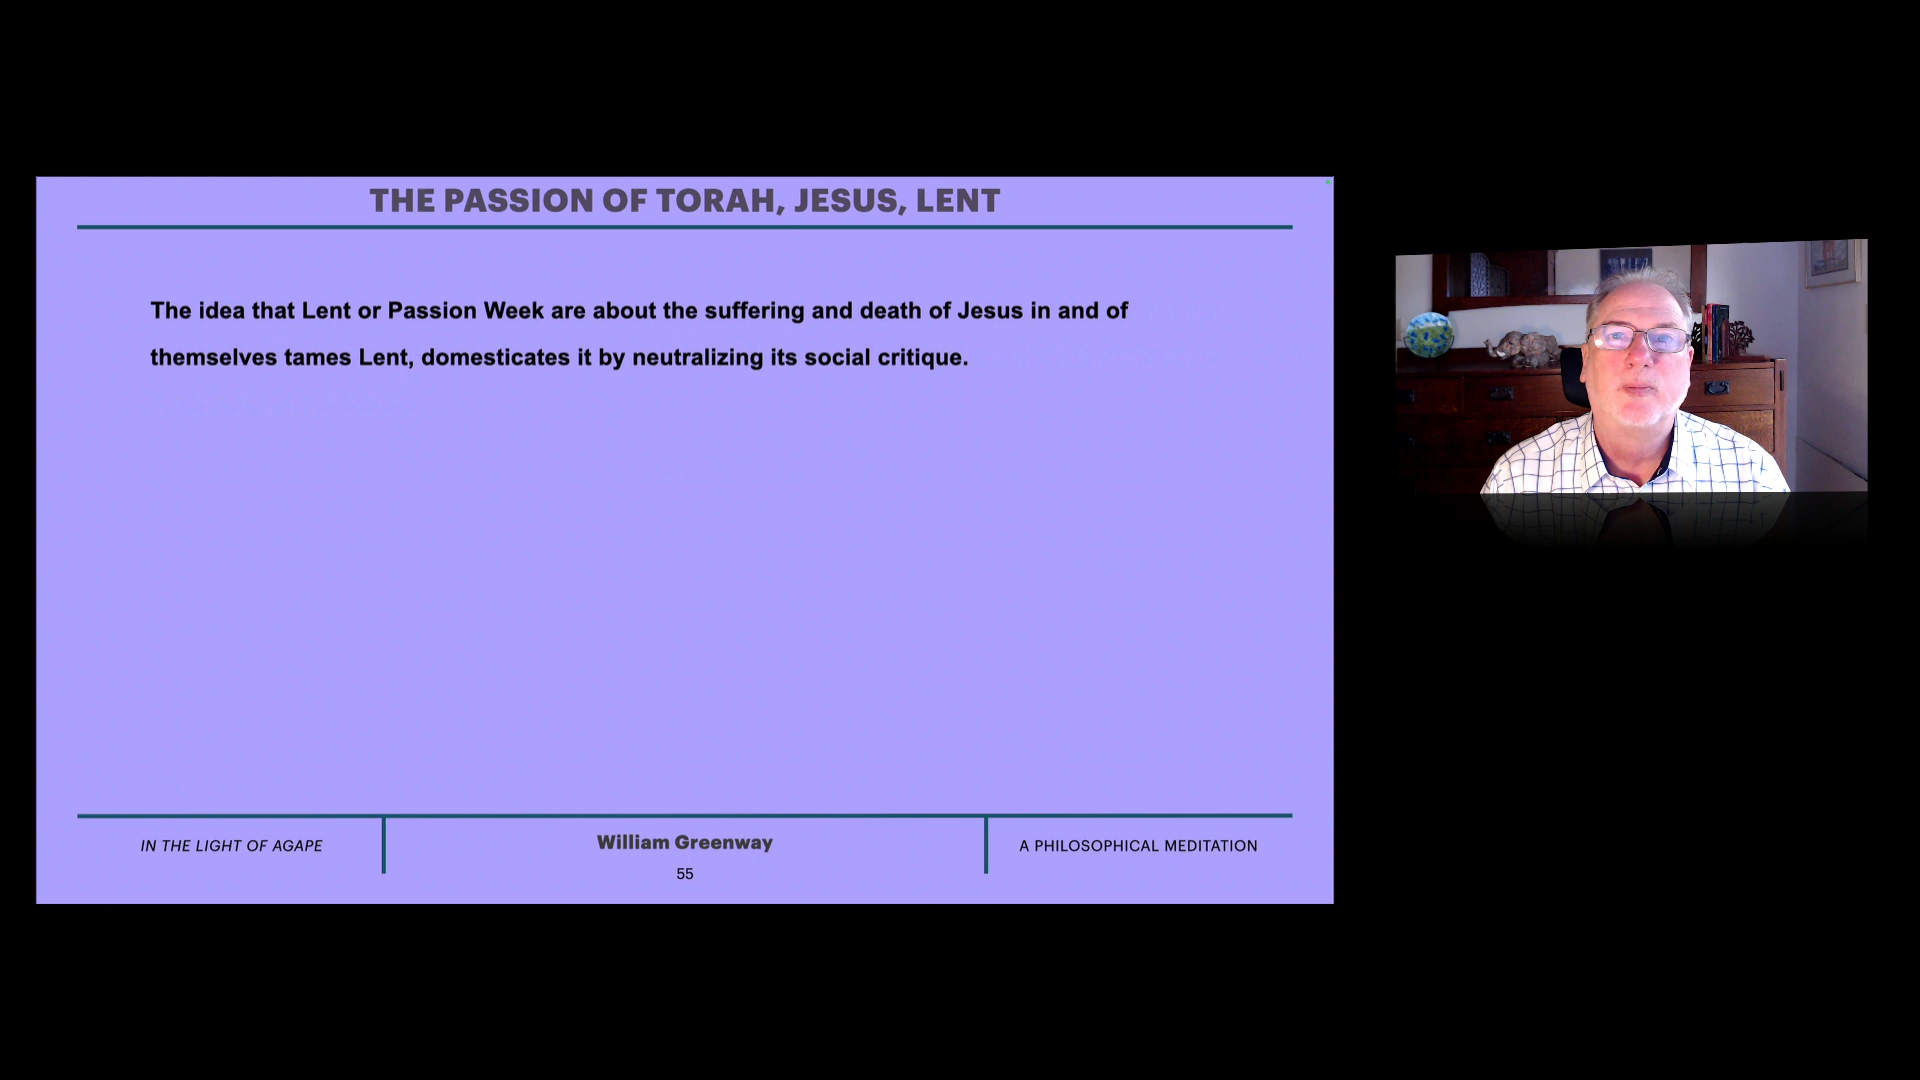 THE PASSION OF TORAH, JESUS, LENT
The idea that Lent or Passion Week are about the suffering and death of Jesus in and of
themselves tames Lent, domesticates it by neutralizing its social critique.
IN THE LIGHT OF AGAPE
William Greenway
55
A PHILOSOPHICAL MEDITATION